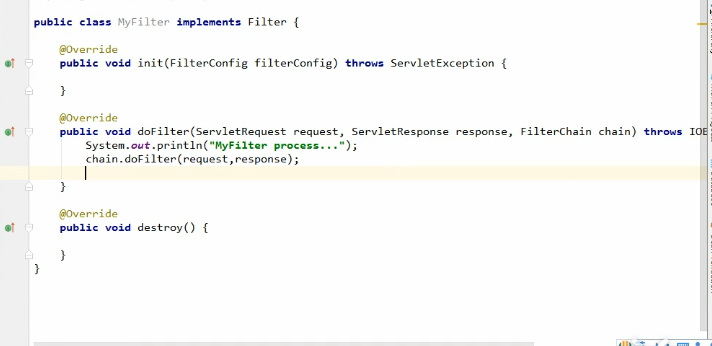 public class MyFilter implements Filter {
@Override
public void init(FilterConfig filterConfig) throws ServletException {
}
@Override
public void doFilter(ServletRequest request, ServletResponse response, FilterChain chain) throws IOE
System.out.println("MyFilter process...");
chain.doFilter(request,response);
}
@Override
public void destroy() {
}
}